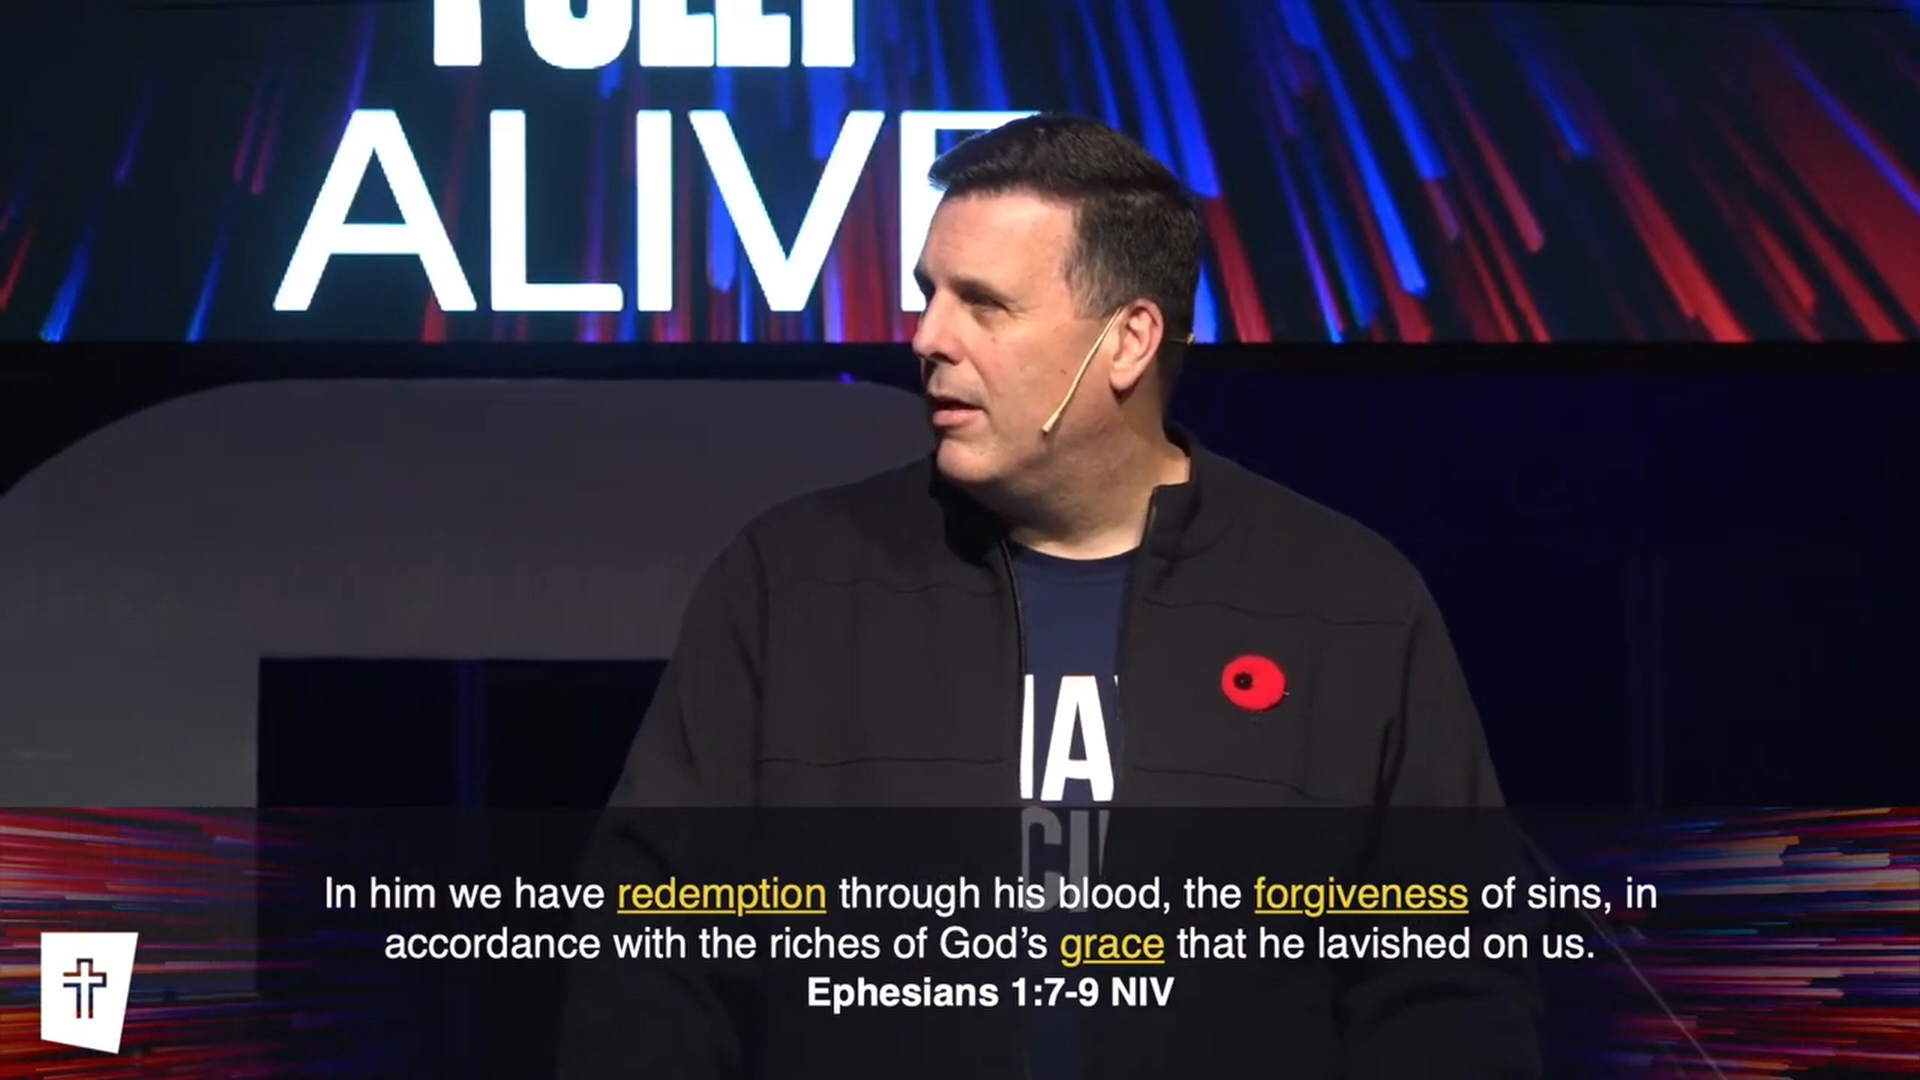 ALIVE
In him we have redemption through his blood, the forgiveness of sins, in
accordance with the riches of God’s grace that he lavished on us.
Ephesians 1:7-9 NIV